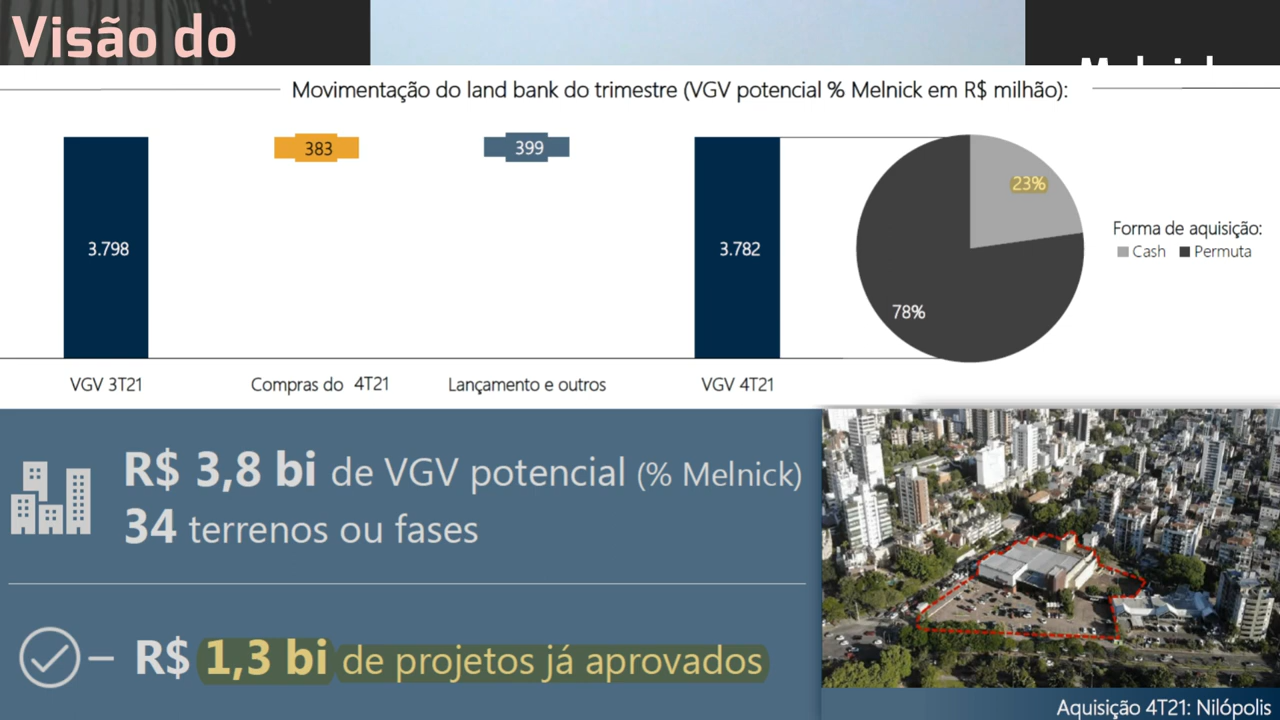 Visão do
Movimentação do land bank do trimestre (VGV potencial % Melnick em R$ milhão):
3.798
383
399
3.782
23%
78%
Forma de aquisição:
Cash Permuta
VGV 3T21
Compras do 4T21
Lançamento e outros
VGV 4T21
R$ 3,8 bi de VGV potencial (% Melnick)
34 terrenos ou fases
– R$ 1,3 bi de projetos já aprovados
Aquisição 4T21: Nilópolis